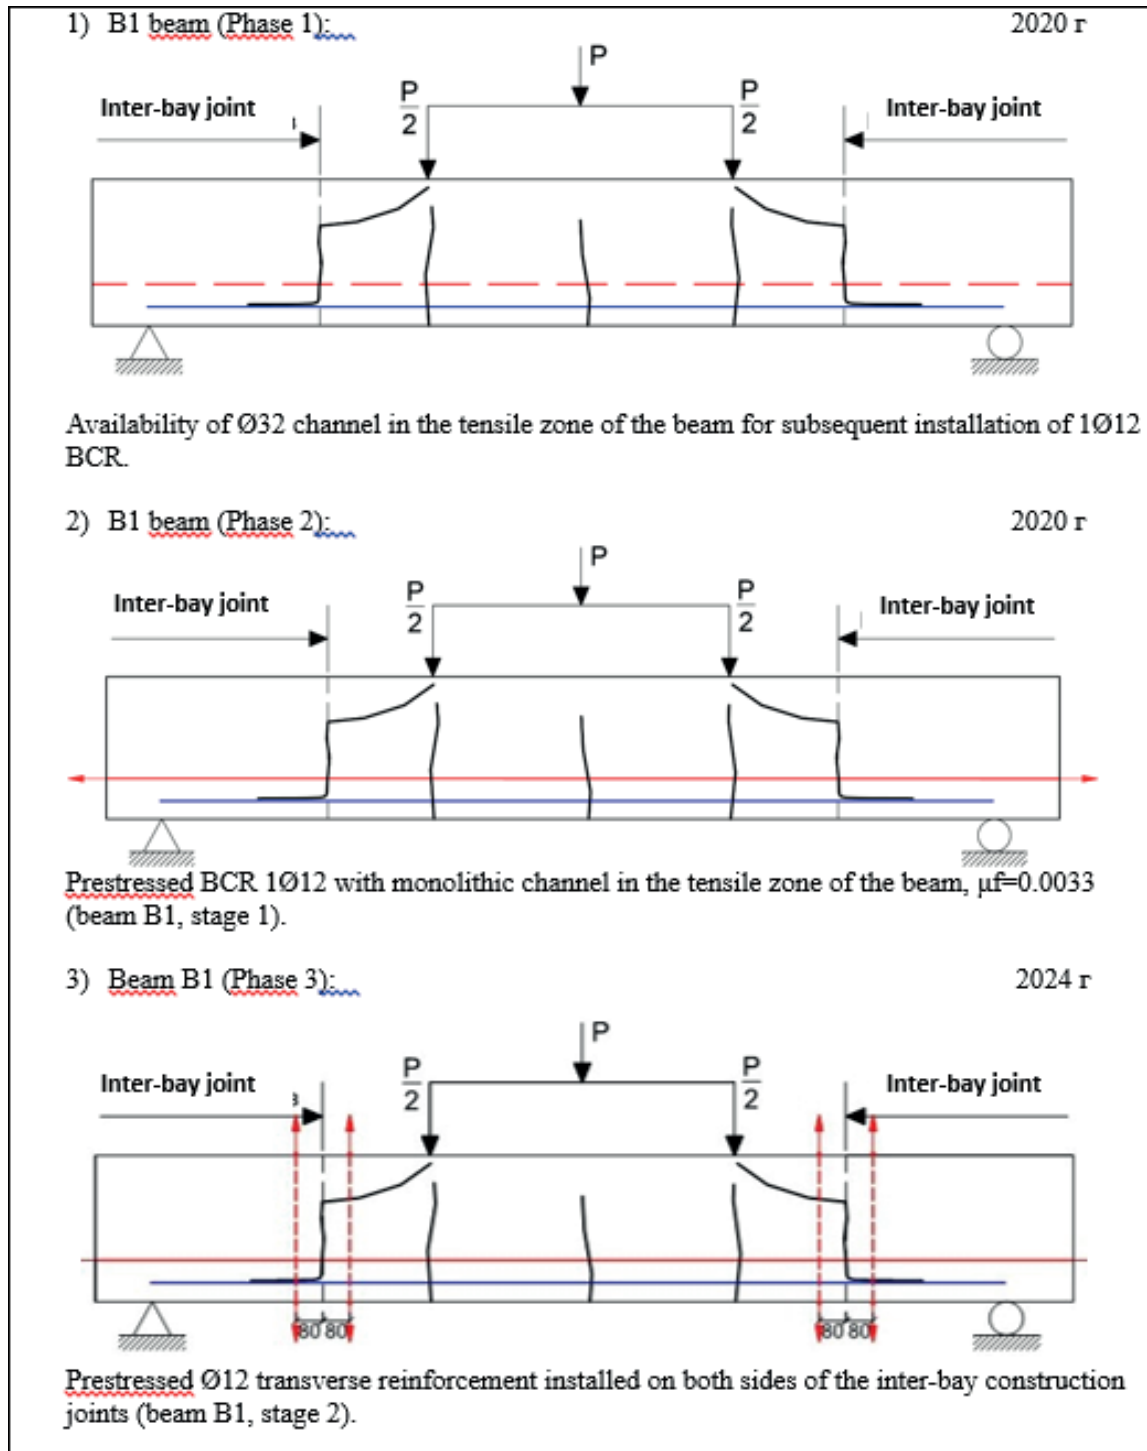 1) B1 beam (Phase 1): 2020 г
P
P/2 P/2
Inter-bay joint Inter-bay joint
Availability of Ø32 channel in the tensile zone of the beam for subsequent installation of 1Ø12
BCR.
2) B1 beam (Phase 2): 2020 г
P
P/2 P/2
Inter-bay joint Inter-bay joint
Prestressed BCR 1Ø12 with monolithic channel in the tensile zone of the beam, μf=0.0033
(beam B1, stage 1).
3) Beam B1 (Phase 3): 2024 г
P
P/2 P/2
Inter-bay joint Inter-bay joint
80 80 80 80
Prestressed Ø12 transverse reinforcement installed on both sides of the inter-bay construction
joints (beam B1, stage 2).